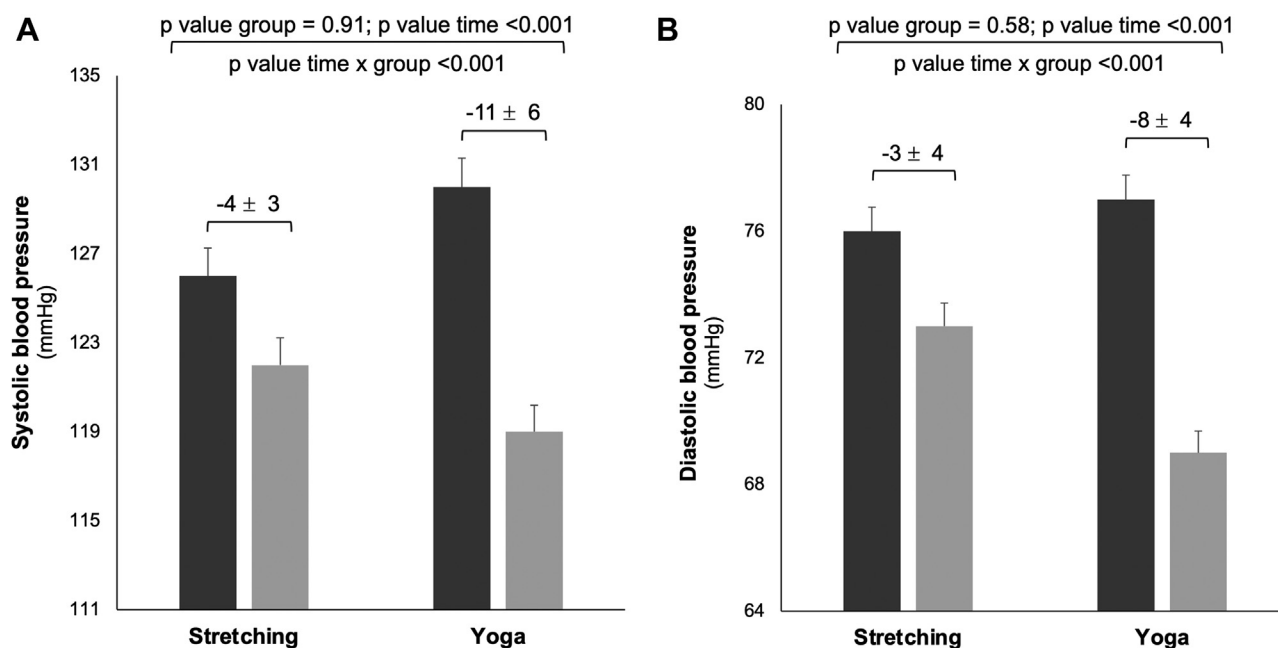 A
p value group = 0.91; p value time <0.001
p value time x group <0.001
Systolic blood pressure
(mmHg)
135
131
127
123
119
115
111
-4 ± 3
-11 ± 6
Stretching
Yoga
B
p value group = 0.58; p value time <0.001
p value time x group <0.001
Diastolic blood pressure
(mmHg)
80
76
72
68
64
-3 ± 4
-8 ± 4
Stretching
Yoga